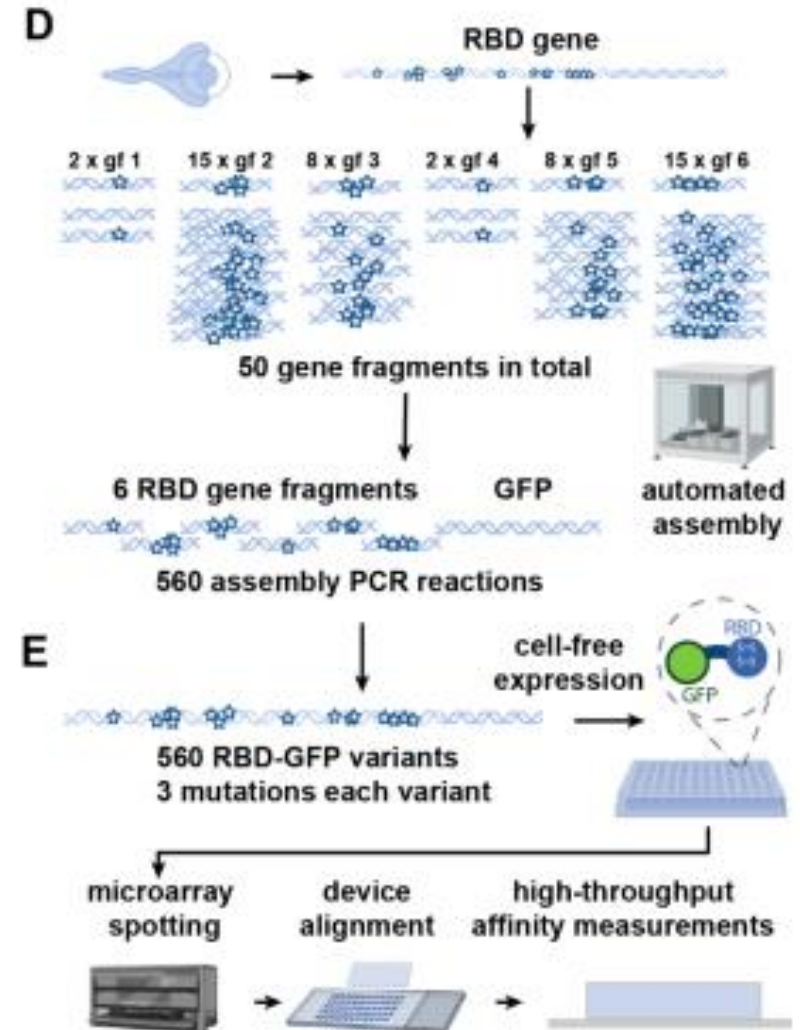 D
RBD gene
2 x gf 1 15 x gf 2 8 x gf 3 2 x gf 4 8 x gf 5 15 x gf 6
50 gene fragments in total
6 RBD gene fragments GFP
automated
assembly
560 assembly PCR reactions
E
cell-free
expression
RBD
GFP
560 RBD-GFP variants
3 mutations each variant
microarray
spotting
device
alignment
high-throughput
affinity measurements